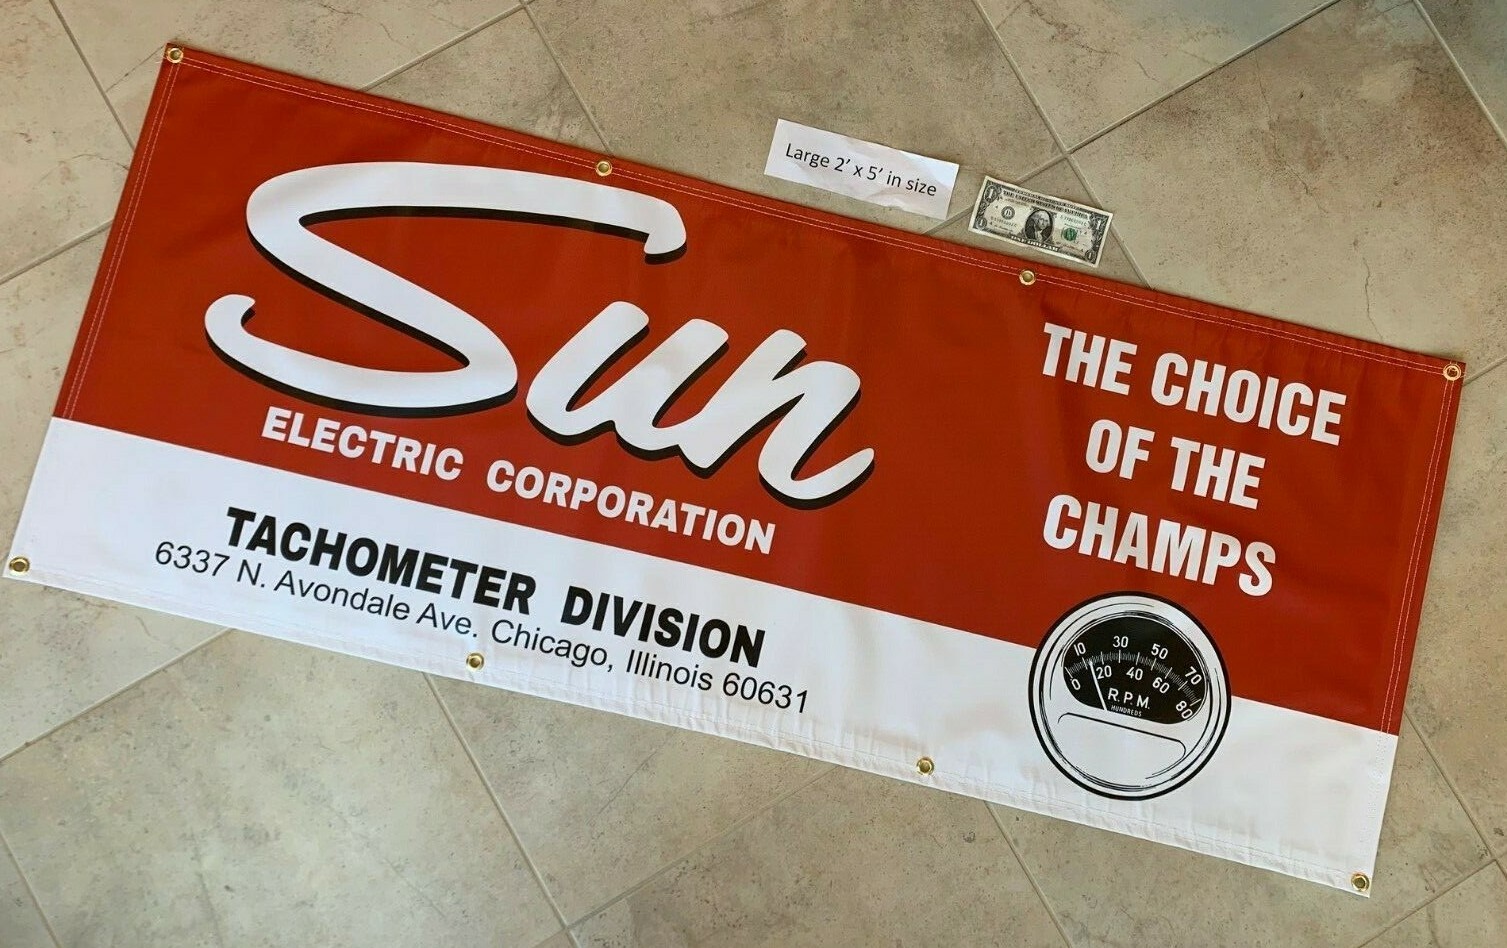 Large 2' x 5' in size
Sun
ELECTRIC CORPORATION
TACHOMETER DIVISION
6337 N. Avondale Ave. Chicago, Illinois 60631
THE CHOICE
OF THE
CHAMPS
10 30 50 70
0 20 40 60 80
R.P.M.
HUNDREDS